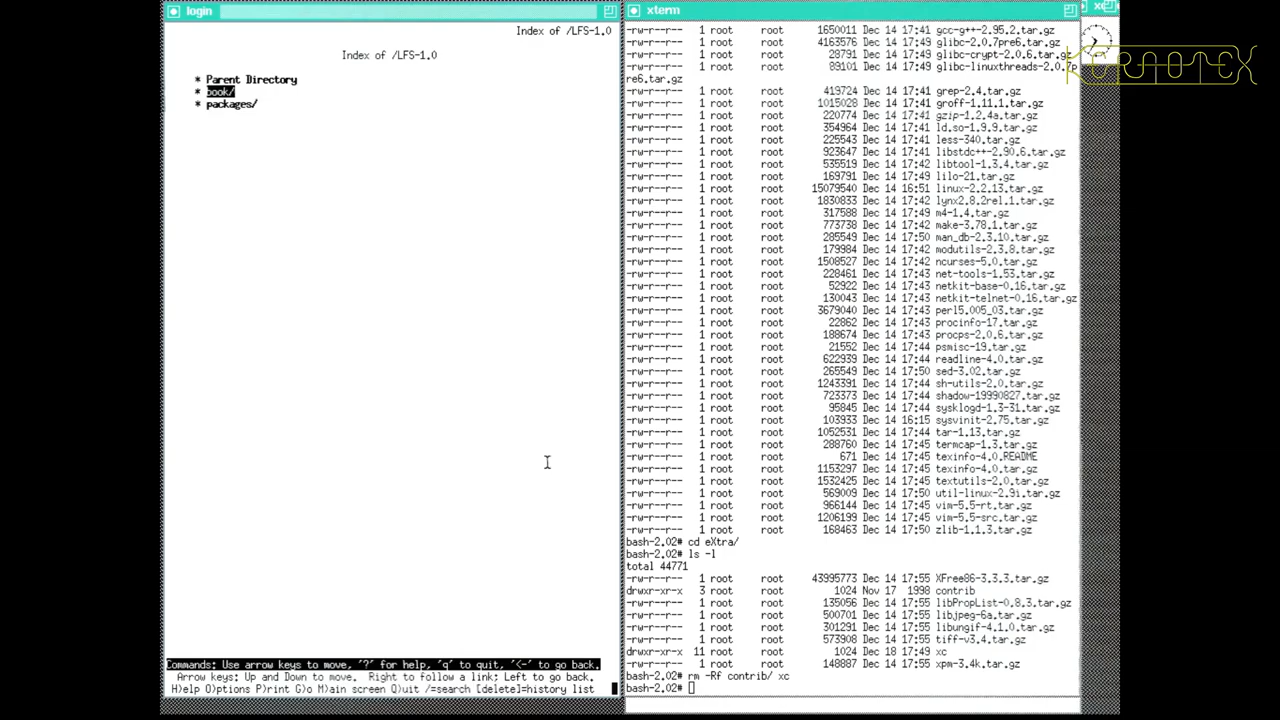 login
Index of /LFS-1.0
Index of /LFS-1.0
* Parent Directory
* book/
* packages/
Commands: Use arrow keys to move, '?' for help, 'q' to quit, '<-' to go back.
Arrow keys: Up and Down to move. Right to follow a link; Left to go back.
H)elp O)ptions P)rint G)o M)ain screen Q)uit /=search [delete]=history list
xterm
-rw-r--r-- 1 root root 1650011 Dec 14 17:41 gcc-g++-2.95.2.tar.gz
-rw-r--r-- 1 root root 4163576 Dec 14 17:49 glibc-2.0.7pre6.tar.gz
-rw-r--r-- 1 root root 28791 Dec 14 17:49 glibc-crypt-2.0.6.tar.gz
-rw-r--r-- 1 root root 89101 Dec 14 17:49 glibc-linuxthreads-2.0.7p
re6.tar.gz
-rw-r--r-- 1 root root 419724 Dec 14 17:41 grep-2.4.tar.gz
-rw-r--r-- 1 root root 1015028 Dec 14 17:41 groff-1.11.1.tar.gz
-rw-r--r-- 1 root root 220774 Dec 14 17:41 gzip-1.2.4a.tar.gz
-rw-r--r-- 1 root root 354964 Dec 14 17:41 ld.so-1.9.9.tar.gz
-rw-r--r-- 1 root root 225543 Dec 14 17:41 less-340.tar.gz
-rw-r--r-- 1 root root 923647 Dec 14 17:41 libstdc++-2.90.6.tar.gz
-rw-r--r-- 1 root root 535519 Dec 14 17:42 libtool-1.3.4.tar.gz
-rw-r--r-- 1 root root 169791 Dec 14 17:49 lilo-21.tar.gz
-rw-r--r-- 1 root root 15079540 Dec 14 16:51 linux-2.2.13.tar.gz
-rw-r--r-- 1 root root 1830833 Dec 14 17:42 lynx2.8.2rel.1.tar.gz
-rw-r--r-- 1 root root 317588 Dec 14 17:49 m4-1.4.tar.gz
-rw-r--r-- 1 root root 773738 Dec 14 17:42 make-3.78.1.tar.gz
-rw-r--r-- 1 root root 285549 Dec 14 17:50 man_db-2.3.10.tar.gz
-rw-r--r-- 1 root root 179984 Dec 14 17:42 modutils-2.3.8.tar.gz
-rw-r--r-- 1 root root 1508527 Dec 14 17:42 ncurses-5.0.tar.gz
-rw-r--r-- 1 root root 228461 Dec 14 17:43 net-tools-1.53.tar.gz
-rw-r--r-- 1 root root 52922 Dec 14 17:43 netkit-base-0.16.tar.gz
-rw-r--r-- 1 root root 130043 Dec 14 17:43 netkit-telnet-0.16.tar.gz
-rw-r--r-- 1 root root 3679040 Dec 14 17:43 perl5.005_03.tar.gz
-rw-r--r-- 1 root root 22862 Dec 14 17:43 procinfo-17.tar.gz
-rw-r--r-- 1 root root 188674 Dec 14 17:43 procps-2.0.6.tar.gz
-rw-r--r-- 1 root root 21552 Dec 14 17:44 psmisc-19.tar.gz
-rw-r--r-- 1 root root 622939 Dec 14 17:44 readline-4.0.tar.gz
-rw-r--r-- 1 root root 265549 Dec 14 17:50 sed-3.02.tar.gz
-rw-r--r-- 1 root root 1243391 Dec 14 17:44 sh-utils-2.0.tar.gz
-rw-r--r-- 1 root root 723373 Dec 14 17:44 shadow-19990827.tar.gz
-rw-r--r-- 1 root root 95845 Dec 14 17:44 sysklogd-1.3-31.tar.gz
-rw-r--r-- 1 root root 103933 Dec 14 16:15 sysvinit-2.75.tar.gz
-rw-r--r-- 1 root root 1052531 Dec 14 17:44 tar-1.13.tar.gz
-rw-r--r-- 1 root root 288760 Dec 14 17:45 termcap-1.3.tar.gz
-rw-r--r-- 1 root root 671 Dec 14 17:45 texinfo-4.0.README
-rw-r--r-- 1 root root 1153297 Dec 14 17:45 texinfo-4.0.tar.gz
-rw-r--r-- 1 root root 1532425 Dec 14 17:45 textutils-2.0.tar.gz
-rw-r--r-- 1 root root 569009 Dec 14 17:50 util-linux-2.9i.tar.gz
-rw-r--r-- 1 root root 966144 Dec 14 17:50 vim-5.5-rt.tar.gz
-rw-r--r-- 1 root root 1206199 Dec 14 17:45 vim-5.5-src.tar.gz
-rw-r--r-- 1 root root 168463 Dec 14 17:50 zlib-1.1.3.tar.gz
bash-2.02# cd eXtra/
bash-2.02# ls -l
total 44771
-rw-r--r-- 1 root root 43995773 Dec 14 17:55 XFree86-3.3.3.tar.gz
drwxr-xr-x 3 root root 1024 Nov 17 1998 contrib
-rw-r--r-- 1 root root 135056 Dec 14 17:55 libPropList-0.8.3.tar.gz
-rw-r--r-- 1 root root 500701 Dec 14 17:55 libjpeg-6a.tar.gz
-rw-r--r-- 1 root root 301291 Dec 14 17:55 libungif-4.1.0.tar.gz
-rw-r--r-- 1 root root 573908 Dec 14 17:55 tiff-v3.4.tar.gz
drwxr-xr-x 11 root root 1024 Dec 18 17:49 xc
-rw-r--r-- 1 root root 148887 Dec 14 17:55 xpm-3.4k.tar.gz
bash-2.02# rm -Rf contrib/ xc
bash-2.02#